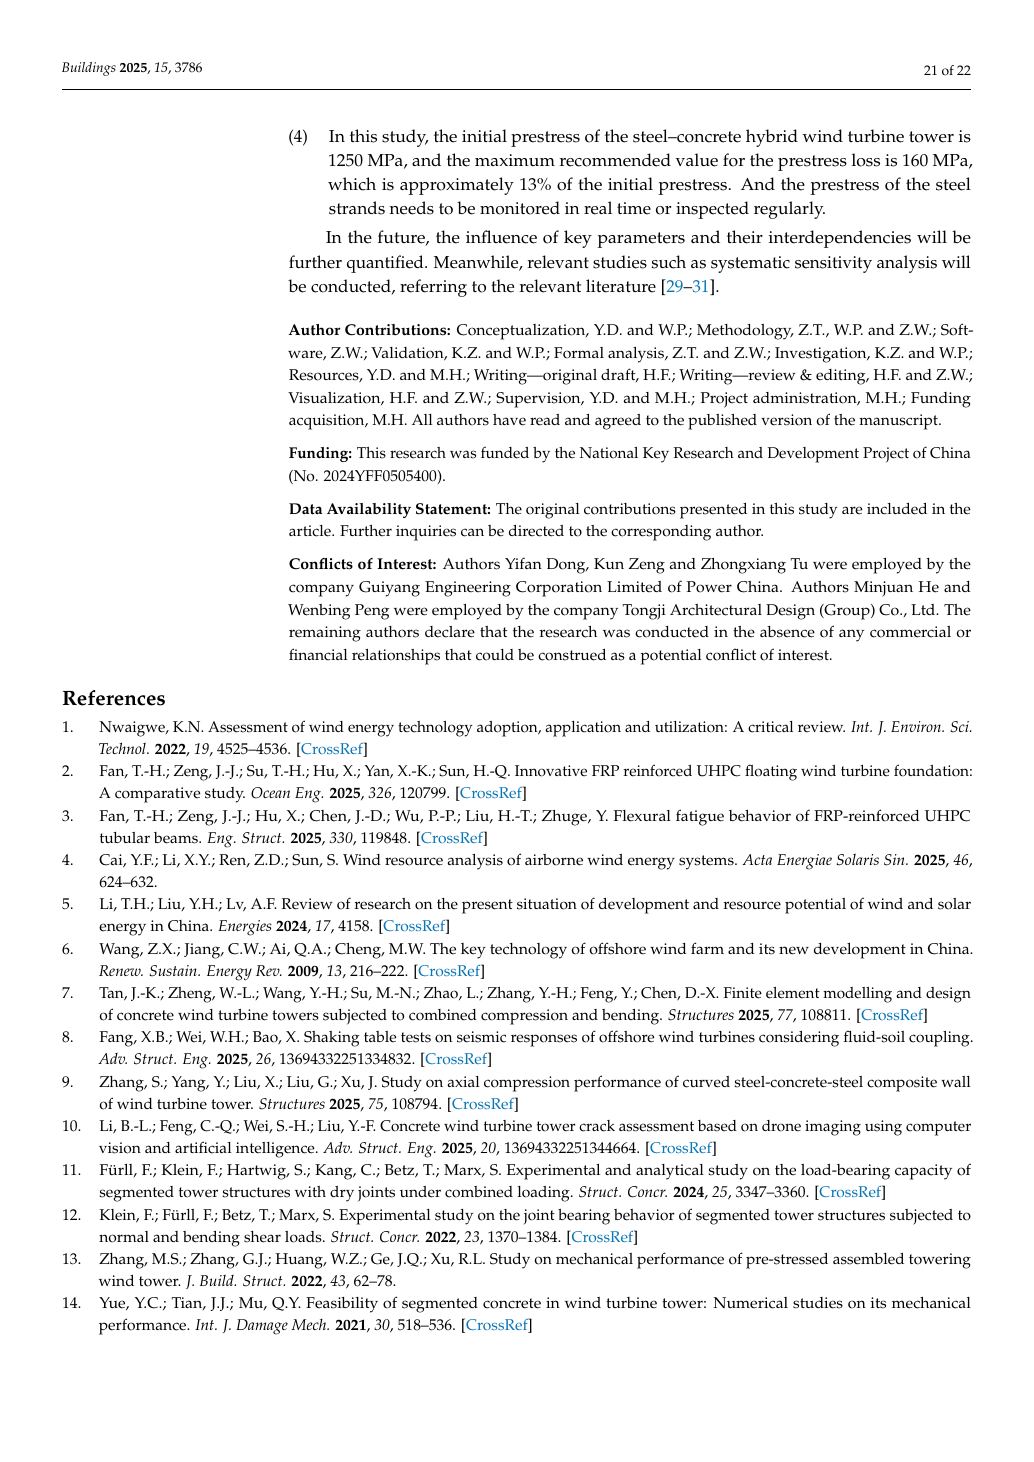 Buildings 2025, 15, 3786
21 of 22
(4) In this study, the initial prestress of the steel–concrete hybrid wind turbine tower is
1250 MPa, and the maximum recommended value for the prestress loss is 160 MPa,
which is approximately 13% of the initial prestress. And the prestress of the steel
strands needs to be monitored in real time or inspected regularly.
In the future, the influence of key parameters and their interdependencies will be
further quantified. Meanwhile, relevant studies such as systematic sensitivity analysis will
be conducted, referring to the relevant literature [29–31].
Author Contributions: Conceptualization, Y.D. and W.P.; Methodology, Z.T., W.P. and Z.W.; Soft-
ware, Z.W.; Validation, K.Z. and W.P.; Formal analysis, Z.T. and Z.W.; Investigation, K.Z. and W.P.;
Resources, Y.D. and M.H.; Writing—original draft, H.F.; Writing—review & editing, H.F. and Z.W.;
Visualization, H.F. and Z.W.; Supervision, Y.D. and M.H.; Project administration, M.H.; Funding
acquisition, M.H. All authors have read and agreed to the published version of the manuscript.
Funding: This research was funded by the National Key Research and Development Project of China
(No. 2024YFF0505400).
Data Availability Statement: The original contributions presented in this study are included in the
article. Further inquiries can be directed to the corresponding author.
Conflicts of Interest: Authors Yifan Dong, Kun Zeng and Zhongxiang Tu were employed by the
company Guiyang Engineering Corporation Limited of Power China. Authors Minjuan He and
Wenbing Peng were employed by the company Tongji Architectural Design (Group) Co., Ltd. The
remaining authors declare that the research was conducted in the absence of any commercial or
financial relationships that could be construed as a potential conflict of interest.
References
1. Nwaigwe, K.N. Assessment of wind energy technology adoption, application and utilization: A critical review. Int. J. Environ. Sci.
Technol. 2022, 19, 4525–4536. [CrossRef]
2. Fan, T.-H.; Zeng, J.-J.; Su, T.-H.; Hu, X.; Yan, X.-K.; Sun, H.-Q. Innovative FRP reinforced UHPC floating wind turbine foundation:
A comparative study. Ocean Eng. 2025, 326, 120799. [CrossRef]
3. Fan, T.-H.; Zeng, J.-J.; Hu, X.; Chen, J.-D.; Wu, P.-P.; Liu, H.-T.; Zhuge, Y. Flexural fatigue behavior of FRP-reinforced UHPC
tubular beams. Eng. Struct. 2025, 330, 119848. [CrossRef]
4. Cai, Y.F.; Li, X.Y.; Ren, Z.D.; Sun, S. Wind resource analysis of airborne wind energy systems. Acta Energiae Solaris Sin. 2025, 46,
624–632.
5. Li, T.H.; Liu, Y.H.; Lv, A.F. Review of research on the present situation of development and resource potential of wind and solar
energy in China. Energies 2024, 17, 4158. [CrossRef]
6. Wang, Z.X.; Jiang, C.W.; Ai, Q.A.; Cheng, M.W. The key technology of offshore wind farm and its new development in China.
Renew. Sustain. Energy Rev. 2009, 13, 216–222. [CrossRef]
7. Tan, J.-K.; Zheng, W.-L.; Wang, Y.-H.; Su, M.-N.; Zhao, L.; Zhang, Y.-H.; Feng, Y.; Chen, D.-X. Finite element modelling and design
of concrete wind turbine towers subjected to combined compression and bending. Structures 2025, 77, 108811. [CrossRef]
8. Fang, X.B.; Wei, W.H.; Bao, X. Shaking table tests on seismic responses of offshore wind turbines considering fluid-soil coupling.
Adv. Struct. Eng. 2025, 26, 13694332251334832. [CrossRef]
9. Zhang, S.; Yang, Y.; Liu, X.; Liu, G.; Xu, J. Study on axial compression performance of curved steel-concrete-steel composite wall
of wind turbine tower. Structures 2025, 75, 108794. [CrossRef]
10. Li, B.-L.; Feng, C.-Q.; Wei, S.-H.; Liu, Y.-F. Concrete wind turbine tower crack assessment based on drone imaging using computer
vision and artificial intelligence. Adv. Struct. Eng. 2025, 20, 13694332251344664. [CrossRef]
11. Fürll, F.; Klein, F.; Hartwig, S.; Kang, C.; Betz, T.; Marx, S. Experimental and analytical study on the load-bearing capacity of
segmented tower structures with dry joints under combined loading. Struct. Concr. 2024, 25, 3347–3360. [CrossRef]
12. Klein, F.; Fürll, F.; Betz, T.; Marx, S. Experimental study on the joint bearing behavior of segmented tower structures subjected to
normal and bending shear loads. Struct. Concr. 2022, 23, 1370–1384. [CrossRef]
13. Zhang, M.S.; Zhang, G.J.; Huang, W.Z.; Ge, J.Q.; Xu, R.L. Study on mechanical performance of pre-stressed assembled towering
wind tower. J. Build. Struct. 2022, 43, 62–78.
14. Yue, Y.C.; Tian, J.J.; Mu, Q.Y. Feasibility of segmented concrete in wind turbine tower: Numerical studies on its mechanical
performance. Int. J. Damage Mech. 2021, 30, 518–536. [CrossRef]